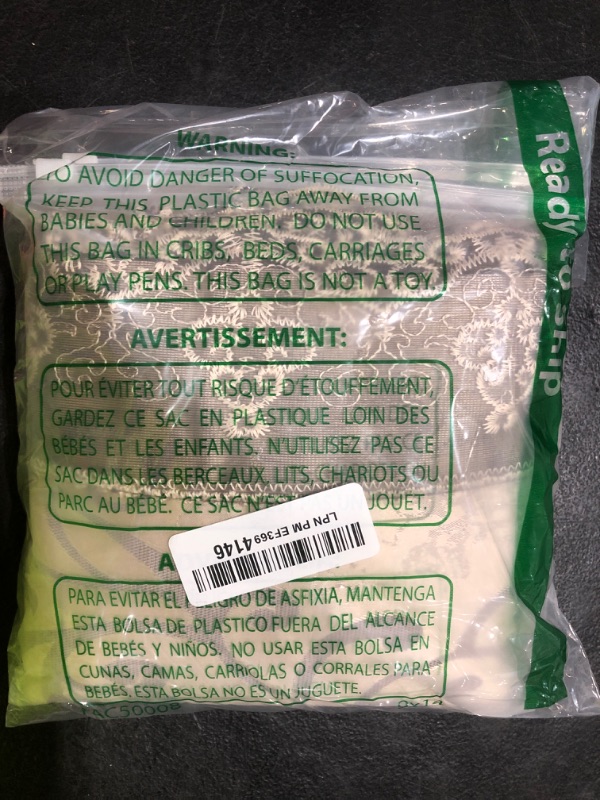 WARNING:
TO AVOID DANGER OF SUFFOCATION,
KEEP THIS PLASTIC BAG AWAY FROM
BABIES AND CHILDREN. DO NOT USE
THIS BAG IN CRIBS, BEDS, CARRIAGES
OR PLAY PENS. THIS BAG IS NOT A TOY.
AVERTISSEMENT:
POUR ÉVITER TOUT RISQUE D'ÉTOUFFEMENT,
GARDEZ CE SAC EN PLASTIQUE LOIN DES
BÉBÉS ET LES ENFANTS. N'UTILISEZ PAS CE
SAC DANS LES BERCEAUX, LITS, CHARIOTS OU
PARC AU BÉBÉ. CE SAC N'EST JOUET.
LPN PM EF369 4146
PARA EVITAR EL DE ASFIXIA, MANTENGA
ESTA BOLSA DE PLASTICO FUERA DEL ALCANCE
DE BEBÉS Y NIÑOS. NO USAR ESTA BOLSA EN
CUNAS, CAMAS, CARRIOLAS O CORRALES PARA
BEBÉS. ESTA BOLSA NO ES UN JUGUETE.
Ready to Ship